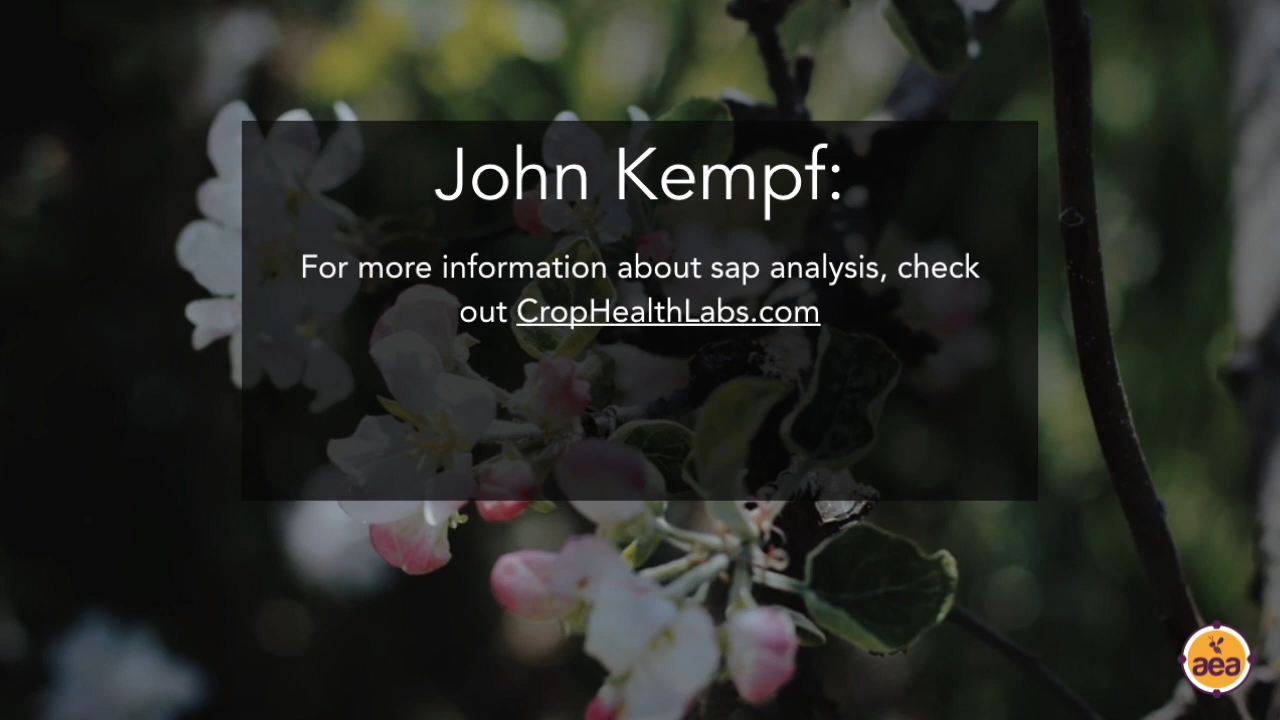 John Kempf:
For more information about sap analysis, check
out CropHealthLabs.com
aea